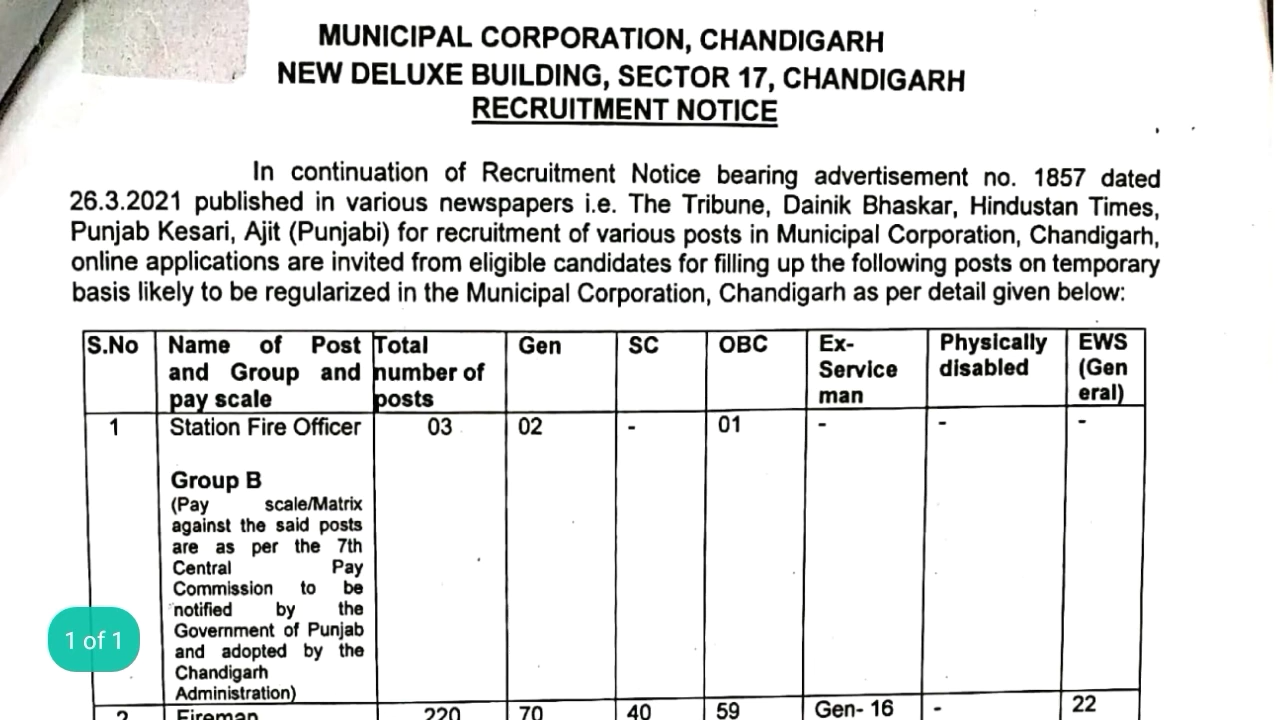 MUNICIPAL CORPORATION, CHANDIGARH
NEW DELUXE BUILDING, SECTOR 17, CHANDIGARH
RECRUITMENT NOTICE
In continuation of Recruitment Notice bearing advertisement no. 1857 dated
26.3.2021 published in various newspapers i.e. The Tribune, Dainik Bhaskar, Hindustan Times,
Punjab Kesari, Ajit (Punjabi) for recruitment of various posts in Municipal Corporation, Chandigarh,
online applications are invited from eligible candidates for filling up the following posts on temporary
basis likely to be regularized in the Municipal Corporation, Chandigarh as per detail given below:
S.No Name of Post Total Gen SC OBC Ex- Physically EWS
and Group and number of Service disabled (Gen
pay scale posts man eral)
1 Station Fire Officer 03 02 - 01 - - -
Group B
(Pay scale/Matrix
against the said posts
are as per the 7th
Central Pay
Commission to be
notified by the
Government of Punjab
and adopted by the
Chandigarh
Administration)
2 Fireman 220 70 40 59 Gen- 16 - 22
1 of 1